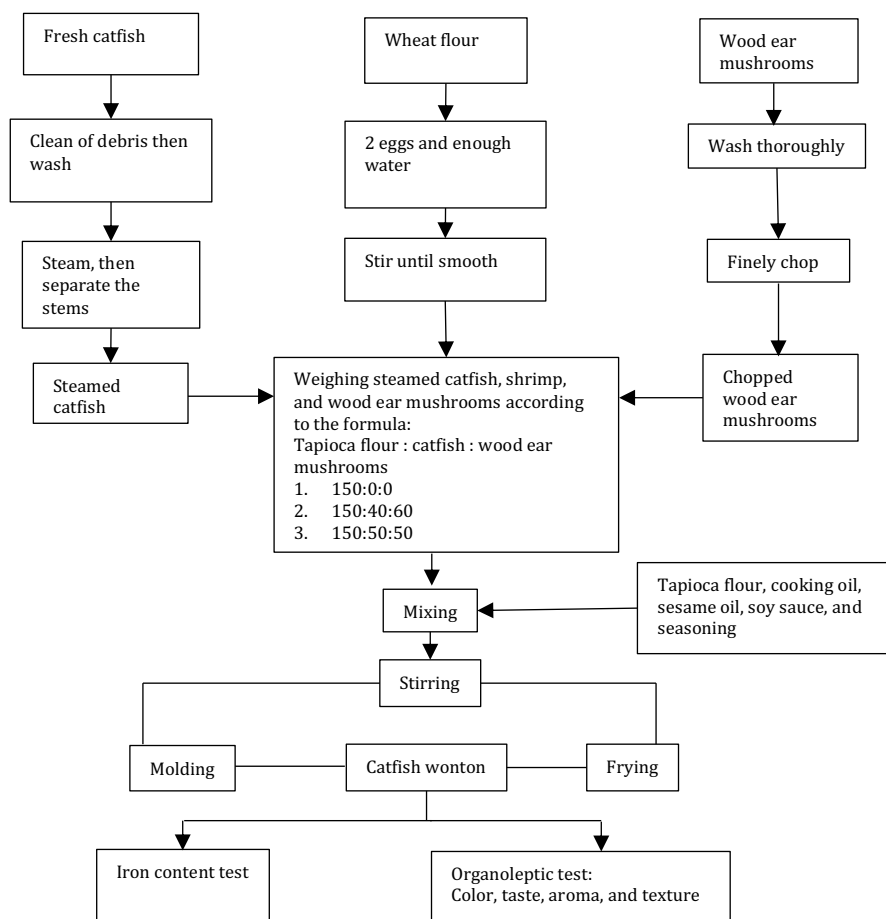 Fresh catfish
Wheat flour
Wood ear
mushrooms
Clean of debris then
wash
2 eggs and enough
water
Wash thoroughly
Steam, then
separate the
stems
Stir until smooth
Finely chop
Steamed
catfish
Weighing steamed catfish, shrimp,
and wood ear mushrooms according
to the formula:
Tapioca flour : catfish : wood ear
mushrooms
1. 150:0:0
2. 150:40:60
3. 150:50:50
Chopped
wood ear
mushrooms
Mixing
Tapioca flour, cooking oil,
sesame oil, soy sauce, and
seasoning
Stirring
Molding
Catfish wonton
Frying
Iron content test
Organoleptic test:
Color, taste, aroma, and texture